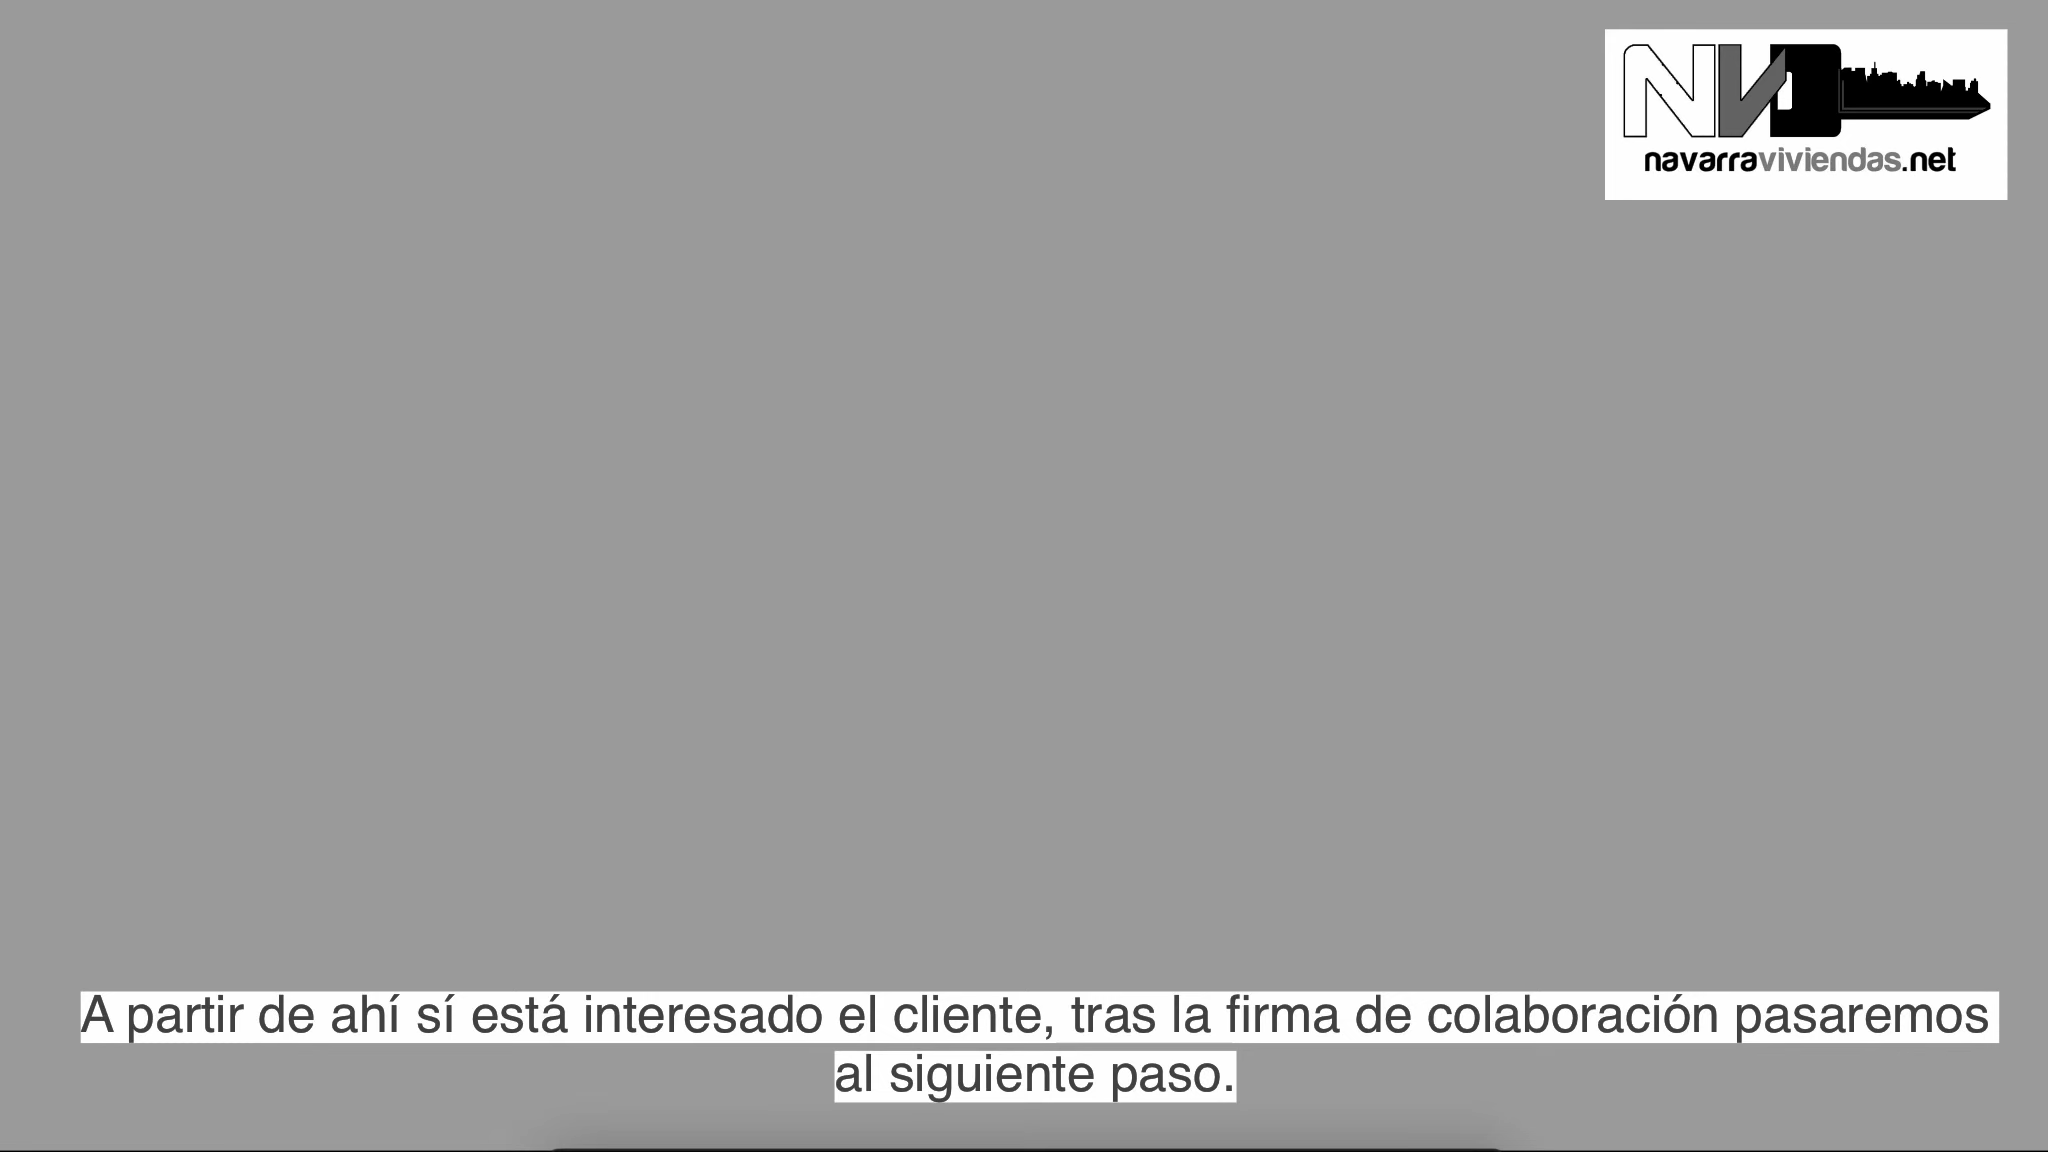 NV
navarraviviendas.net
A partir de ahí sí está interesado el cliente, tras la firma de colaboración pasaremos
al siguiente paso.